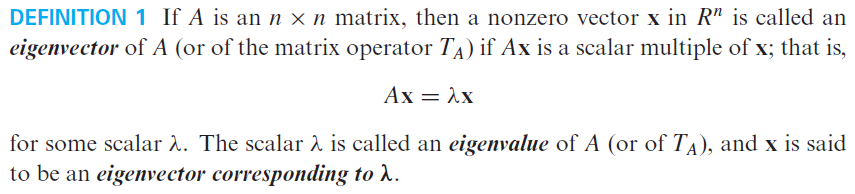 DEFINITION 1 If A is an n × n matrix, then a nonzero vector x in Rⁿ is called an
eigenvector of A (or of the matrix operator T_A) if Ax is a scalar multiple of x; that is,
Ax = λx
for some scalar λ. The scalar λ is called an eigenvalue of A (or of T_A), and x is said
to be an eigenvector corresponding to λ.